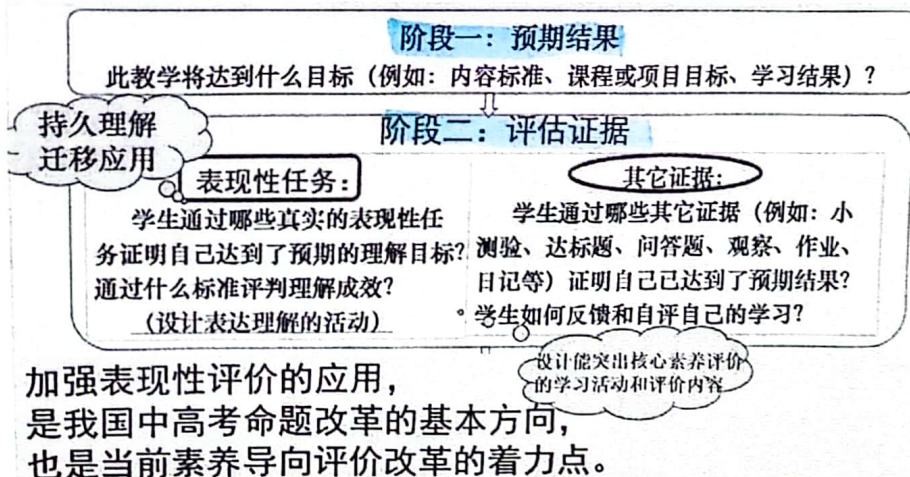 阶段一：预期结果
此教学将达到什么目标（例如：内容标准、课程或项目目标、学习结果）？
持久理解
迁移应用
阶段二：评估证据
表现性任务：
学生通过哪些真实的表现性任
务证明自己达到了预期的理解目标？
通过什么标准评判理解成效？
（设计表达理解的活动）
其它证据：
学生通过哪些其它证据（例如：小
测验、达标题、问答题、观察、作业、
日记等）证明自己已达到了预期结果？
学生如何反馈和自评自己的学习？
设计能突出核心素养评价
的学习活动和评价内容
加强表现性评价的应用，
是我国中高考命题改革的基本方向，
也是当前素养导向评价改革的着力点。